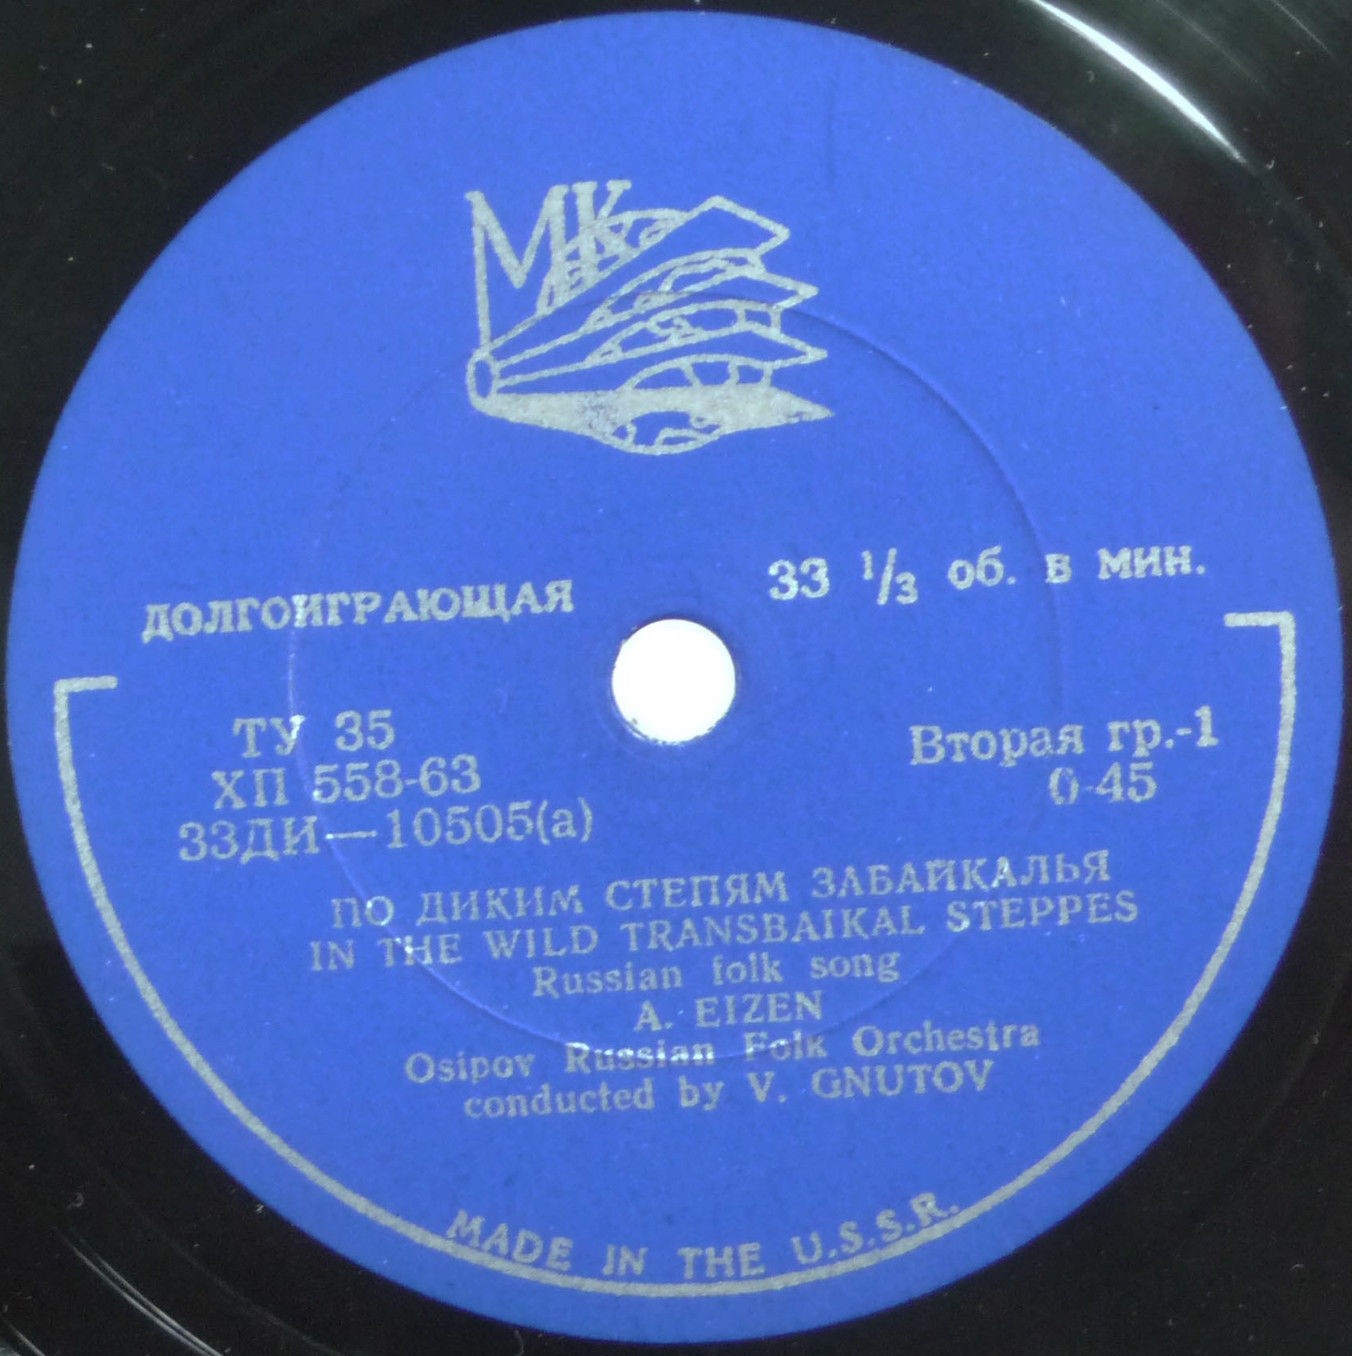 МК
ДОЛГОИГРАЮЩАЯ 33 1/3 об. в мин.
ТУ 35
ХП 558-63
33ДИ—10505(а)
Вторая гр.-1
0-45
ПО ДИКИМ СТЕПЯМ ЗАБАЙКАЛЬЯ
IN THE WILD TRANSBAIKAL STEPPES
Russian folk song
A. EIZEN
Osipov Russian Folk Orchestra
conducted by V. GNUTOV
MADE IN THE U.S.S.R.